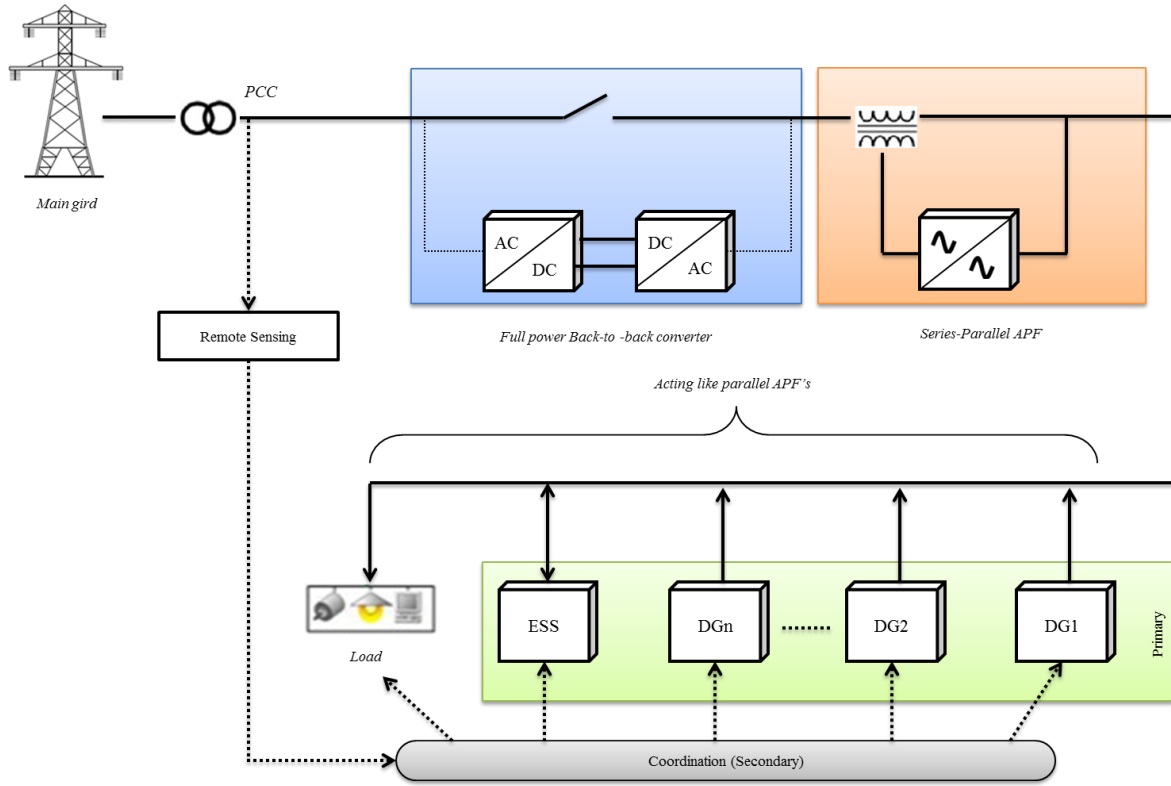 PCC
Main gird
AC
DC
DC
AC
Remote Sensing
Full power Back-to -back converter
Series-Parallel APF
Acting like parallel APF's
ESS
DGn
DG2
DG1
Primary
Load
Coordination (Secondary)